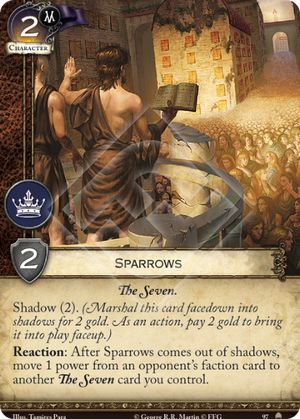 2
CHARACTER
2
SPARROWS
The Seven.
Shadow (2). (Marshal this card facedown into
shadows for 2 gold. As an action, pay 2 gold to bring
it into play faceup.)
Reaction: After Sparrows comes out of shadows,
move 1 power from an opponent's faction card to
another The Seven card you control.
Illus. Tamires Para
© George R.R. Martin © FFG
97